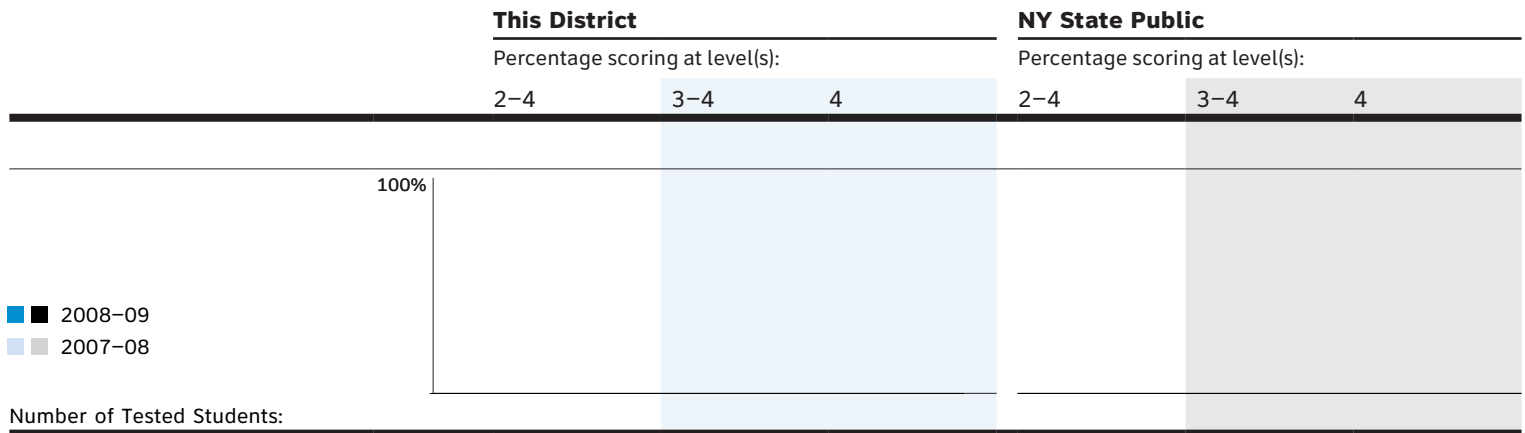 This District NY State Public
Percentage scoring at level(s): Percentage scoring at level(s):
2–4 3–4 4 2–4 3–4 4
100%
2008–09
2007–08
Number of Tested Students: